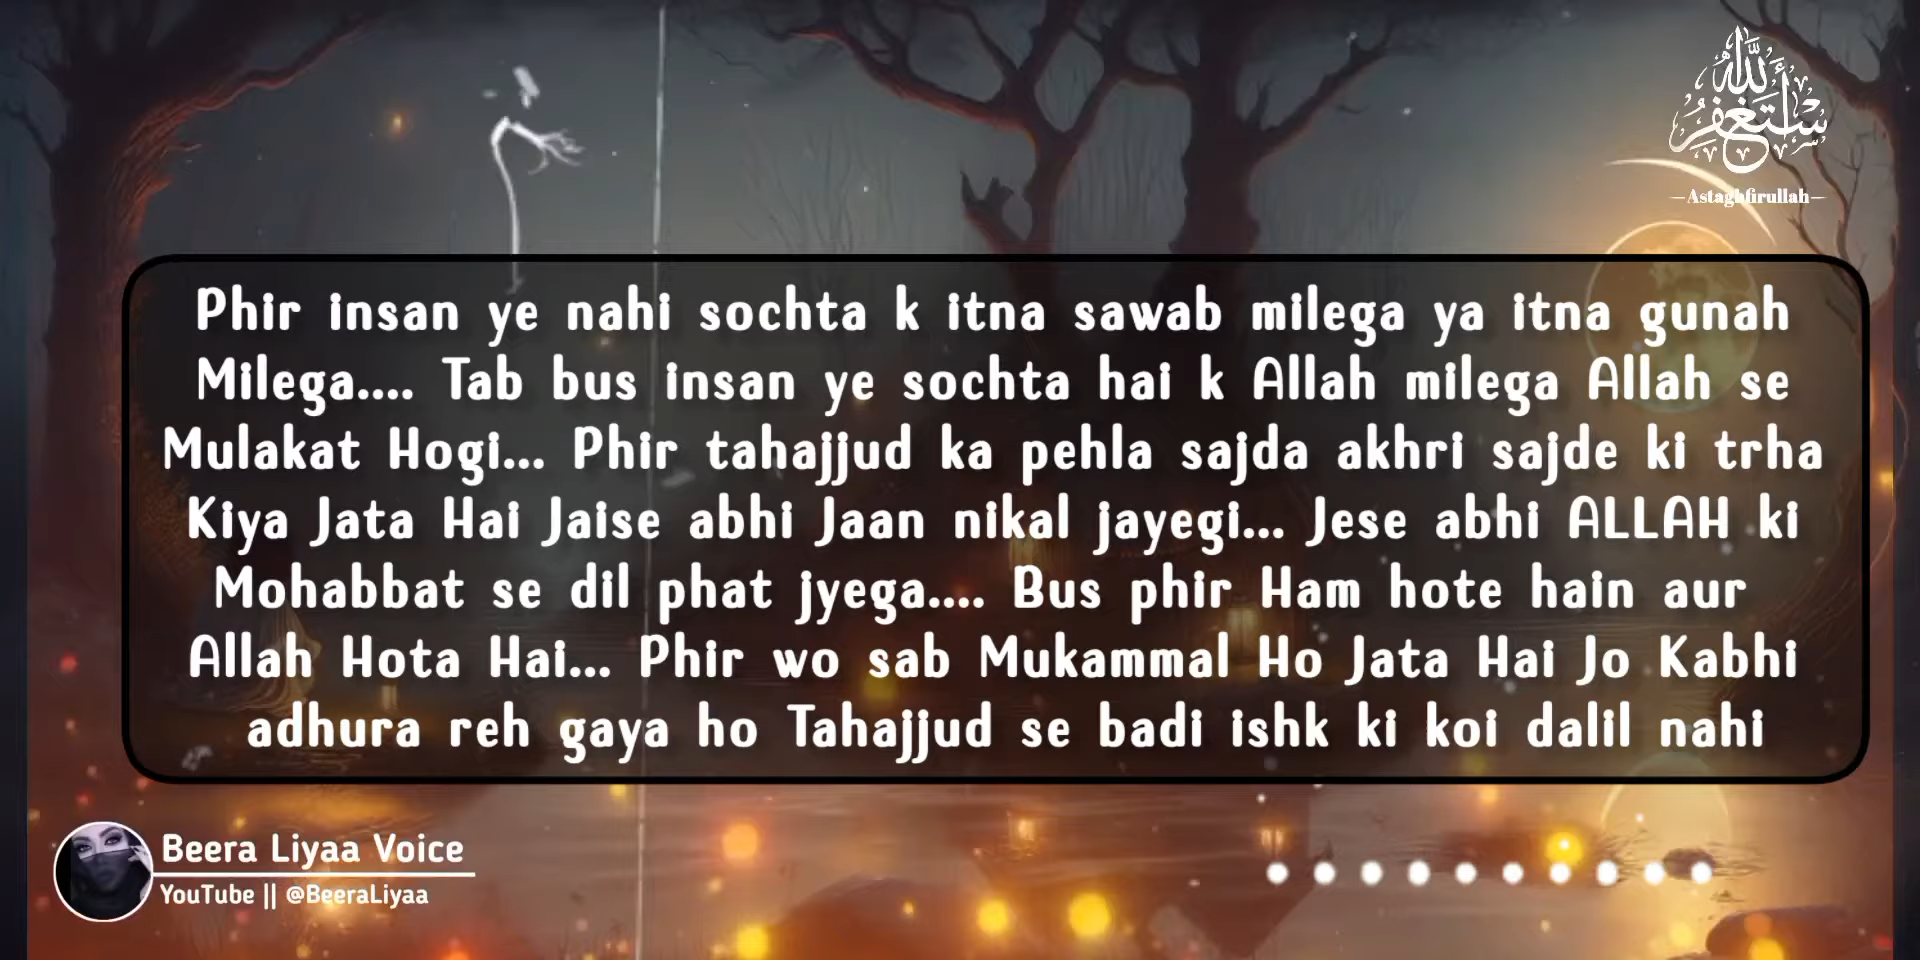 أستغفر الله
—Astaghfirullah—
Phir insan ye nahi sochta k itna sawab milega ya itna gunah
Milega.... Tab bus insan ye sochta hai k Allah milega Allah se
Mulakat Hogi... Phir tahajjud ka pehla sajda akhri sajde ki trha
Kiya Jata Hai Jaise abhi Jaan nikal jayegi... Jese abhi ALLAH ki
Mohabbat se dil phat jyega.... Bus phir Ham hote hain aur
Allah Hota Hai... Phir wo sab Mukammal Ho Jata Hai Jo Kabhi
adhura reh gaya ho Tahajjud se badi ishk ki koi dalil nahi
Beera Liyaa Voice
YouTube || @BeeraLiyaa